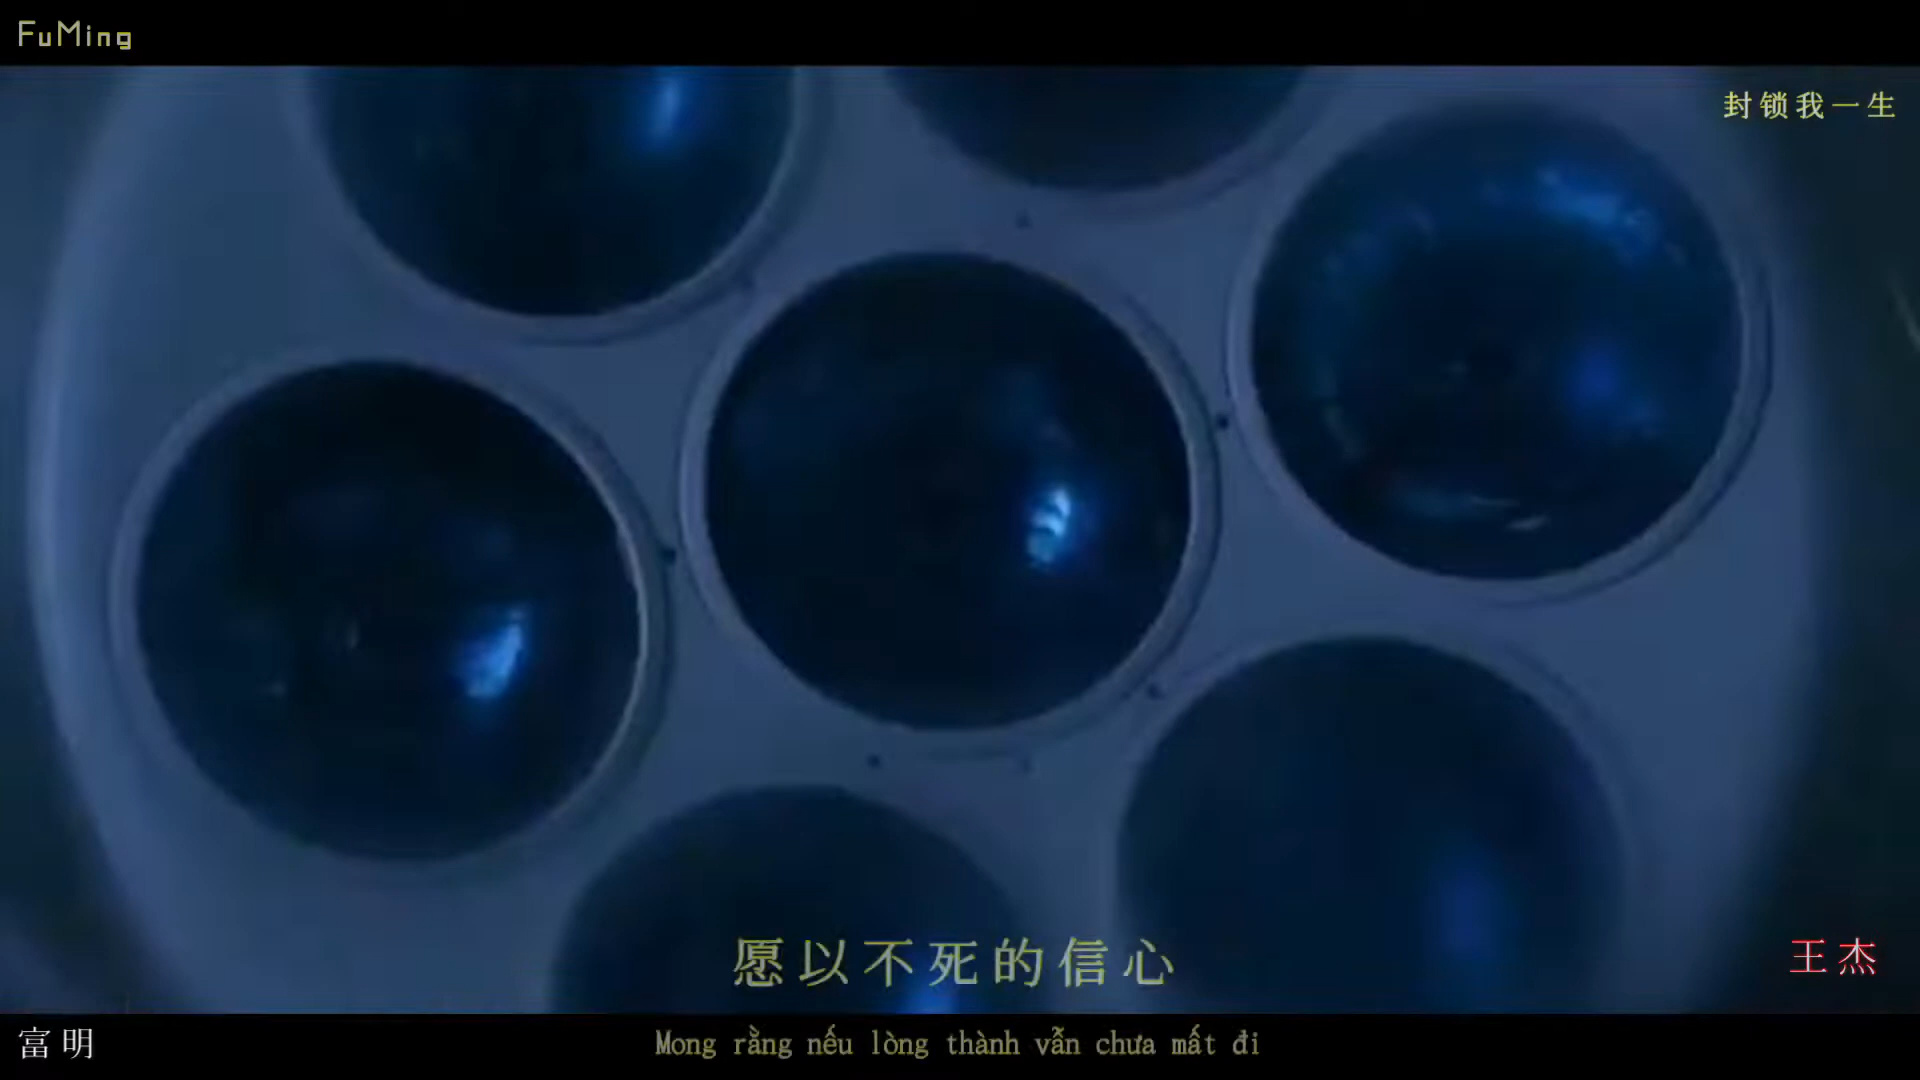 FuMing
封锁我一生
愿以不死的信心
王杰
富明
Mong rằng nếu lòng thành vẫn chưa mất đi